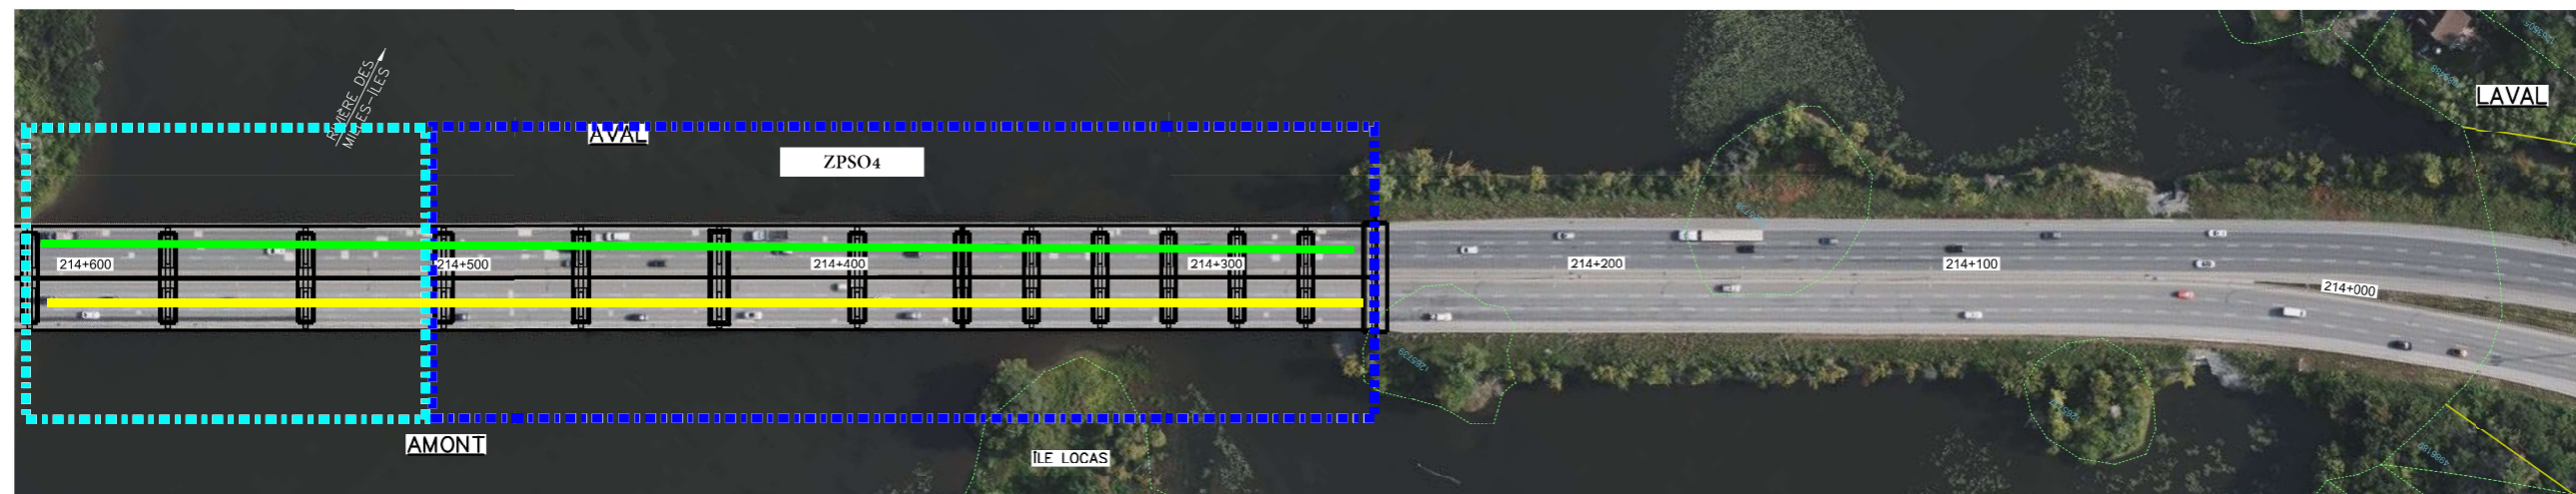 RIVIÈRE DES
MILLES-ÎLES
AVAL
ZPSO4
LAVAL
214+600
214+500
214+400
214+300
214+200
214+100
214+000
AMONT
ÎLE LOCAS